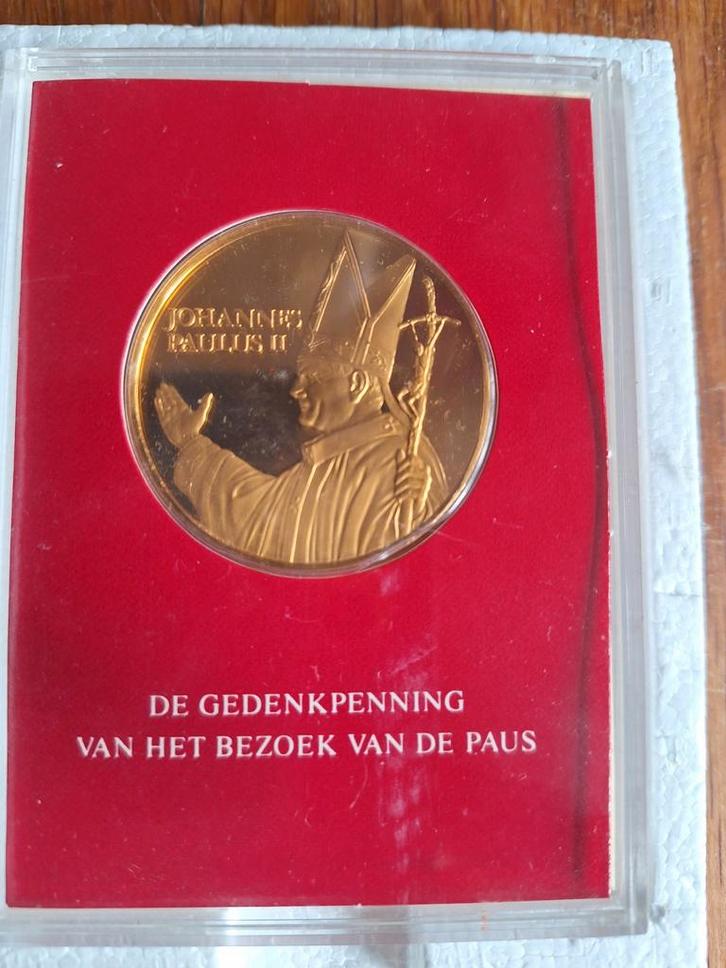 JOHANNES
PAULUS II
DE GEDENKPENNING
VAN HET BEZOEK VAN DE PAUS